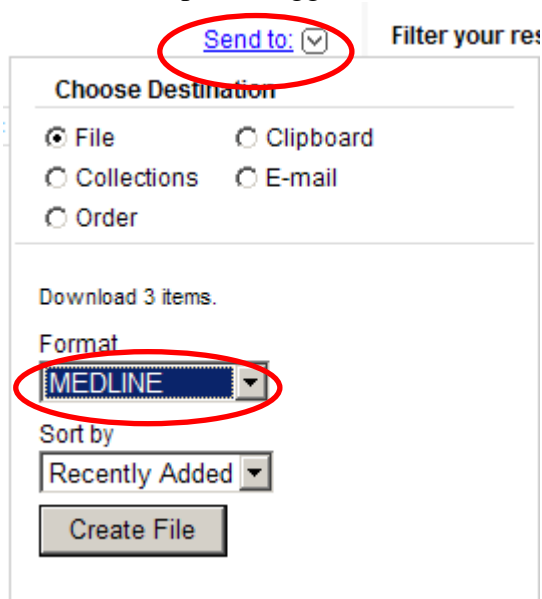 Send to: Filter your res
Choose Destination
File Clipboard
Collections E-mail
Order
Download 3 items.
Format
MEDLINE
Sort by
Recently Added
Create File